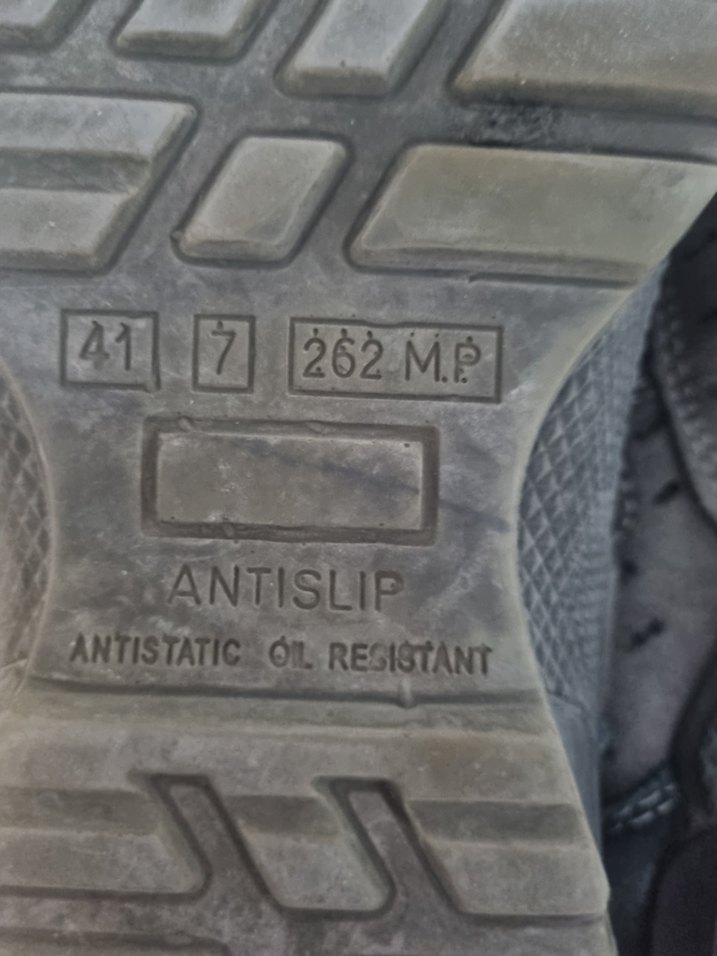 41 7 262 M.P
ANTISLIP
ANTISTATIC OIL RESISTANT